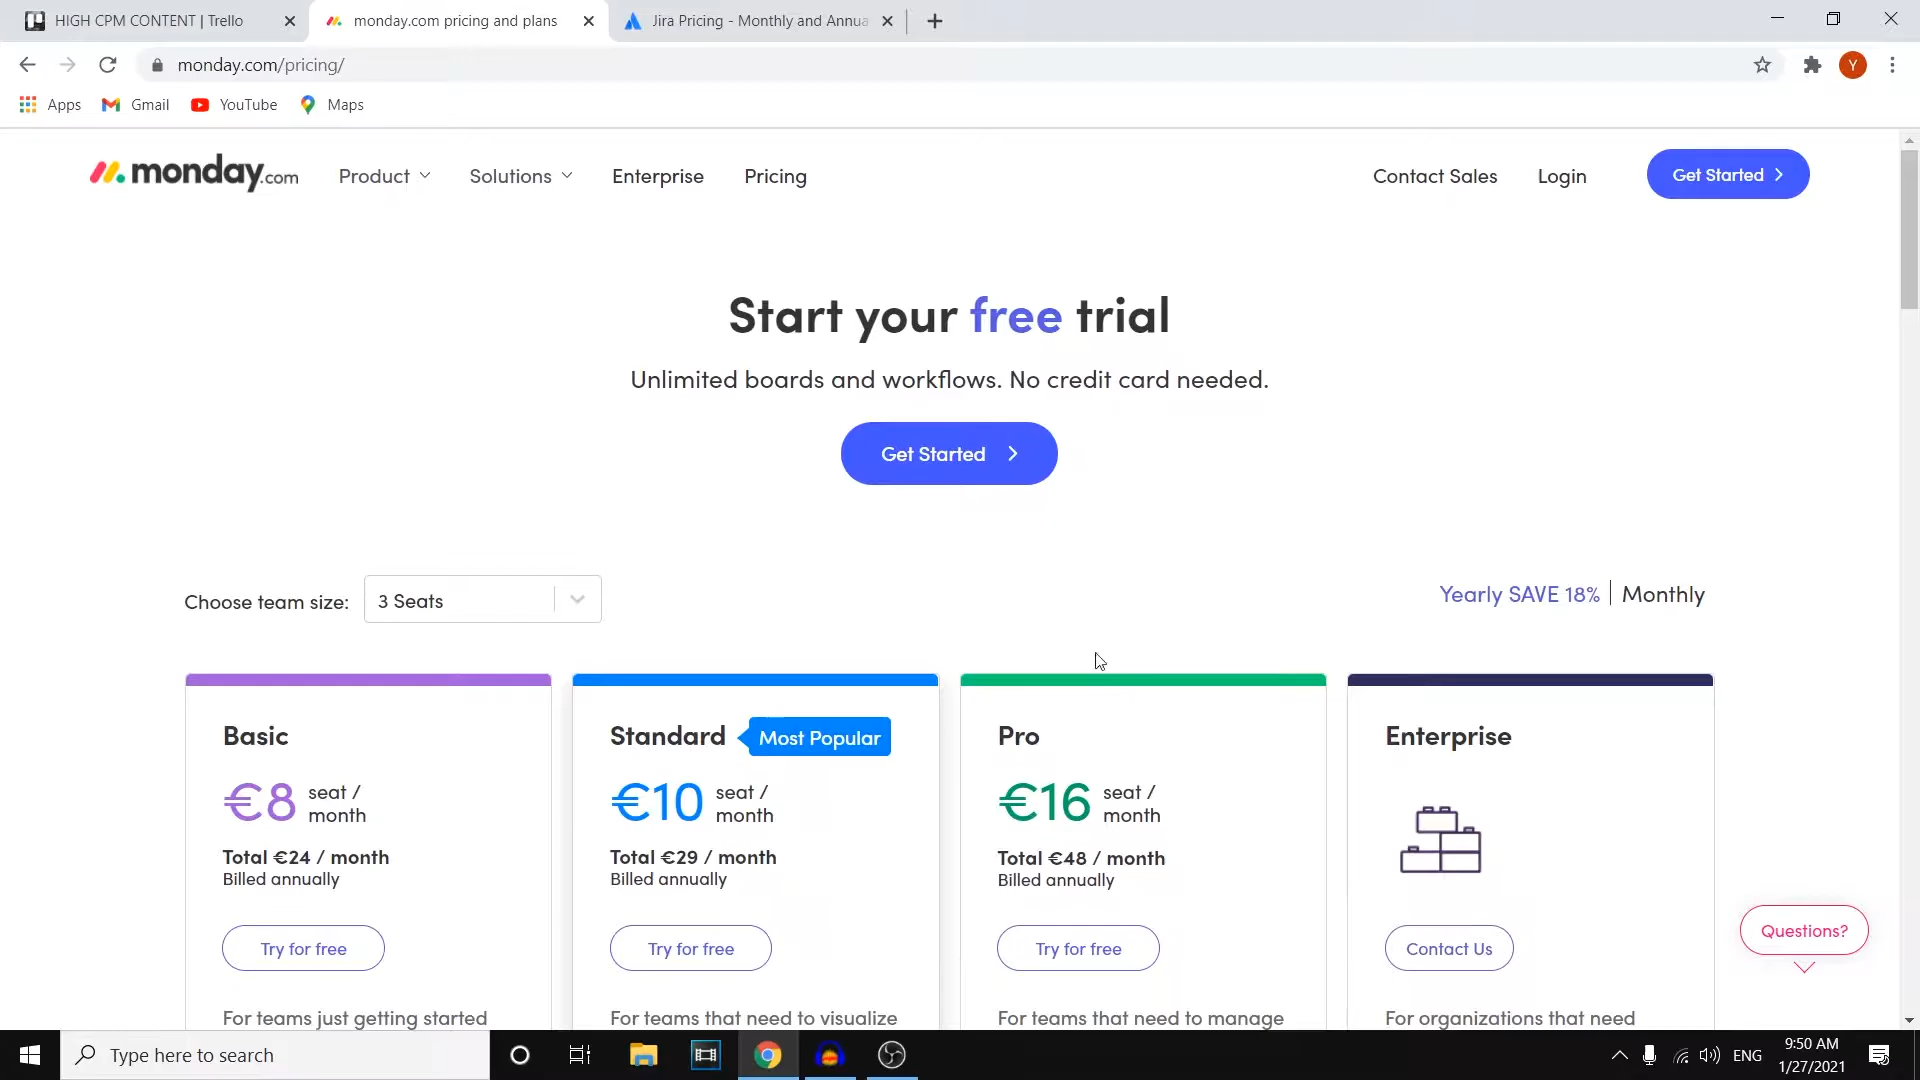 HIGH CPM CONTENT | Trello
monday.com pricing and plans
Jira Pricing - Monthly and Annua
monday.com/pricing/
Y
Apps
Gmail
YouTube
Maps
monday.com
Product
Solutions
Enterprise
Pricing
Contact Sales
Login
Get Started
Start your free trial
Unlimited boards and workflows. No credit card needed.
Get Started
Choose team size:
3 Seats
Yearly SAVE 18% | Monthly
Basic
€8 seat /
month
Total €24 / month
Billed annually
Try for free
For teams just getting started
Standard
Most Popular
€10 seat /
month
Total €29 / month
Billed annually
Try for free
For teams that need to visualize
Pro
€16 seat /
month
Total €48 / month
Billed annually
Try for free
For teams that need to manage
Enterprise
Contact Us
For organizations that need
Questions?
Type here to search
ENG
9:50 AM
1/27/2021